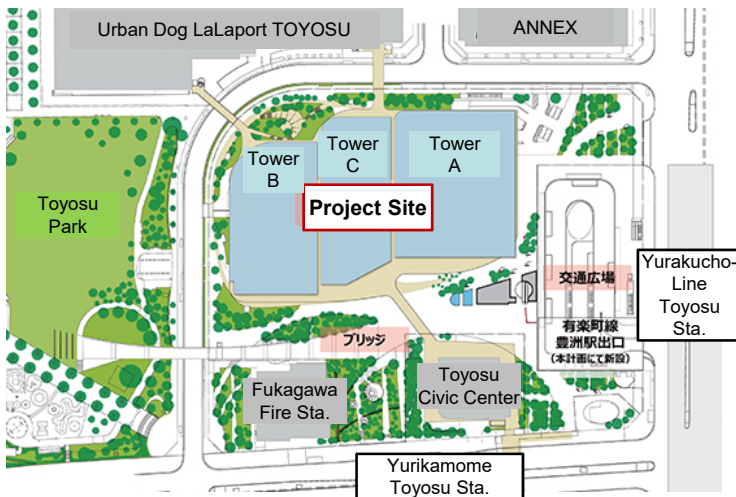 Urban Dog LaLaport TOYOSU
ANNEX
Tower
B
Tower
C
Tower
A
Project Site
Toyosu
Park
交通広場
Yurakucho-
Line
Toyosu
Sta.
有楽町線
豊洲駅出口
(本計画にて新設)
ブリッジ
Fukagawa
Fire Sta.
Toyosu
Civic Center
Yurikamome
Toyosu Sta.